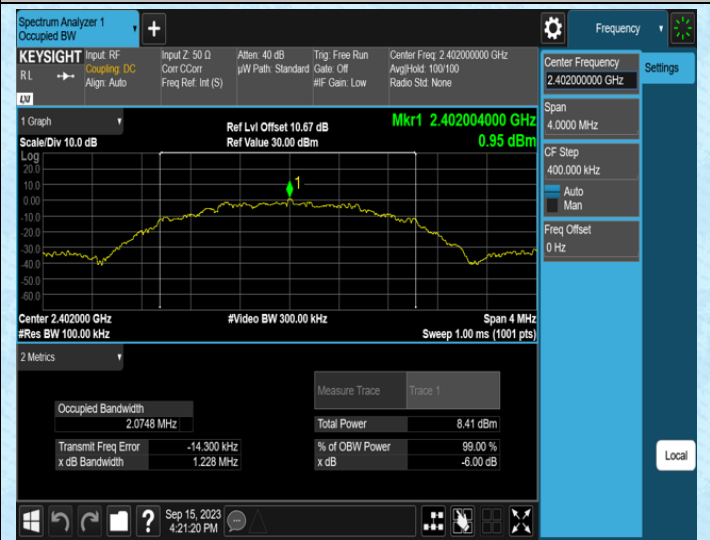 Spectrum Analyzer 1
Occupied BW
+
Frequency
KEYSIGHT
RL
LXI
Input: RF
Coupling: DC
Align: Auto
Input Z: 50 Ω
Corr CCorr
Freq Ref: Int (S)
Atten: 40 dB
µW Path: Standard
Trig: Free Run
Gate: Off
#IF Gain: Low
Center Freq: 2.402000000 GHz
Avg|Hold: 100/100
Radio Std: None
1 Graph
Scale/Div 10.0 dB
Ref Lvl Offset 10.67 dB
Ref Value 30.00 dBm
Mkr1 2.402004000 GHz
0.95 dBm
Log
20.0
10.0
0.00
-10.0
-20.0
-30.0
-40.0
-50.0
-60.0
1
Center 2.402000 GHz
#Res BW 100.00 kHz
#Video BW 300.00 kHz
Span 4 MHz
Sweep 1.00 ms (1001 pts)
2 Metrics
Measure Trace Trace 1
Occupied Bandwidth
2.0748 MHz
Total Power 8.41 dBm
Transmit Freq Error -14.300 kHz
% of OBW Power 99.00 %
x dB Bandwidth 1.228 MHz
x dB -6.00 dB
Center Frequency
2.402000000 GHz
Span
4.0000 MHz
CF Step
400.000 kHz
Auto
Man
Freq Offset
0 Hz
Settings
Local
?
Sep 15, 2023
4:21:20 PM